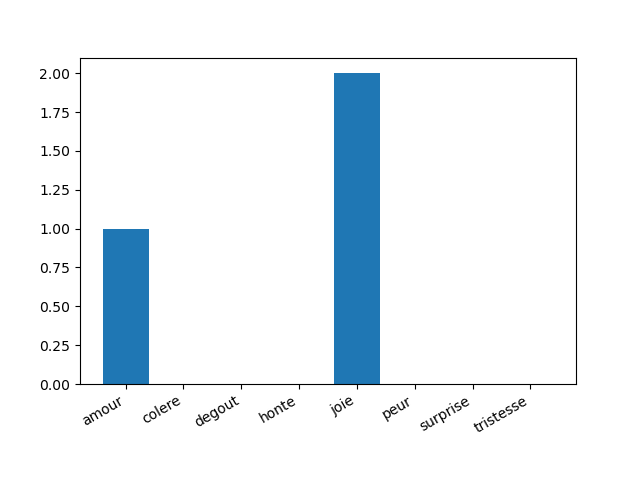 2.00
1.75
1.50
1.25
1.00
0.75
0.50
0.25
0.00
amour
colere
degout
honte
joie
peur
surprise
tristesse